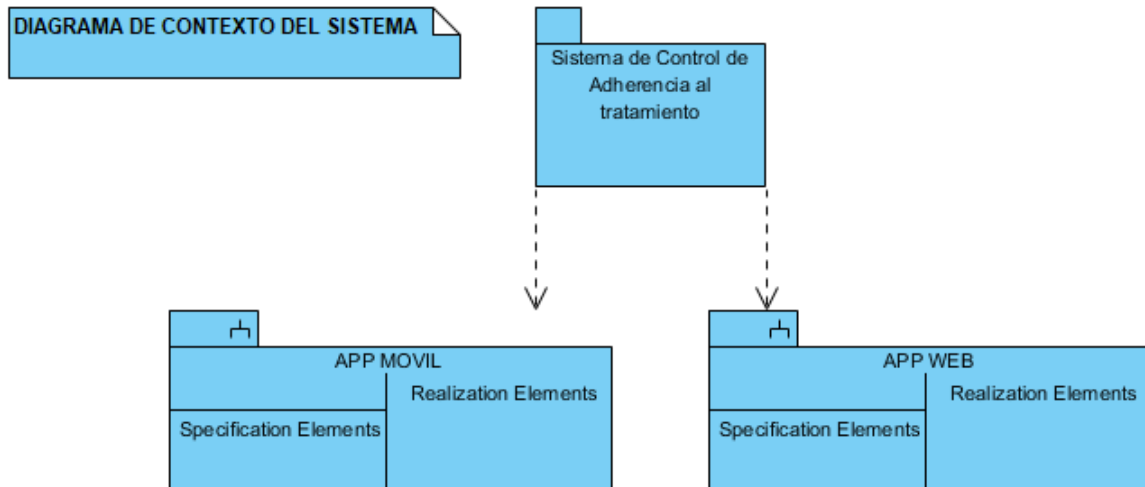 DIAGRAMA DE CONTEXTO DEL SISTEMA
Sistema de Control de
Adherencia al
tratamiento
APP MOVIL
Realization Elements
Specification Elements
APP WEB
Realization Elements
Specification Elements